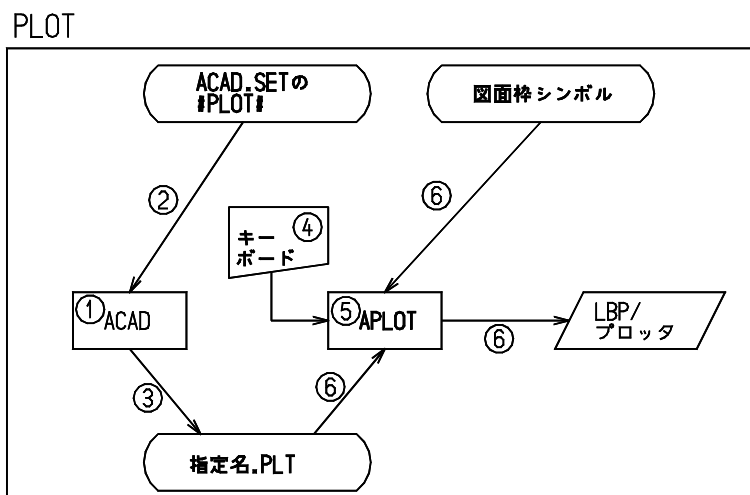 PLOT
ACAD.SETの
#PLOT#
図面枠シンボル
②
⑥
キー
ボード
④
①ACAD
⑤APLOT
LBP/
プロッタ
⑥
③
⑥
指定名.PLT